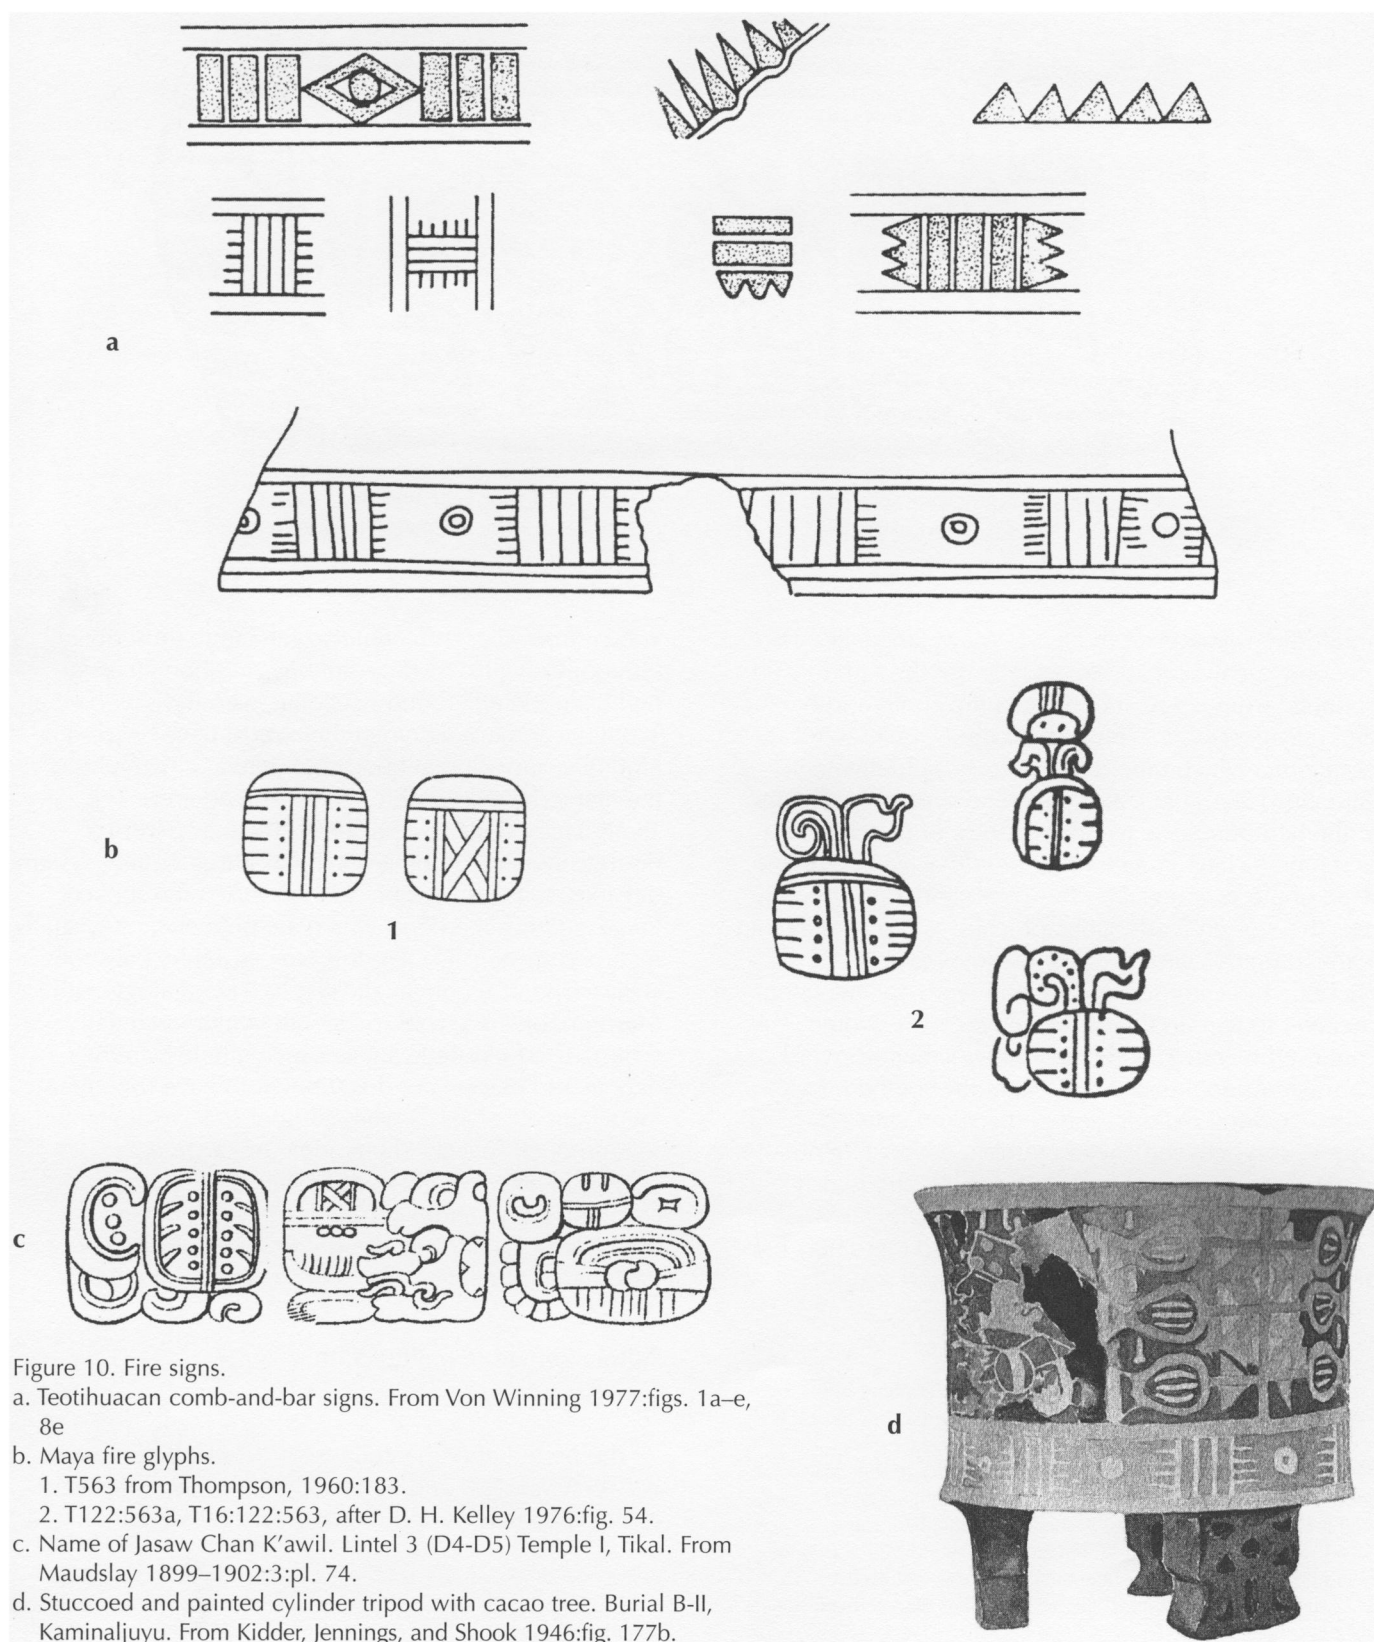 a
b
1
2
c
d
Figure 10. Fire signs.
a. Teotihuacan comb-and-bar signs. From Von Winning 1977:figs. 1a–e,
8e
b. Maya fire glyphs.
1. T563 from Thompson, 1960:183.
2. T122:563a, T16:122:563, after D. H. Kelley 1976:fig. 54.
c. Name of Jasaw Chan K’awil. Lintel 3 (D4-D5) Temple I, Tikal. From
Maudslay 1899–1902:3:pl. 74.
d. Stuccoed and painted cylinder tripod with cacao tree. Burial B-II,
Kaminaljuyu. From Kidder, Jennings, and Shook 1946:fig. 177b.